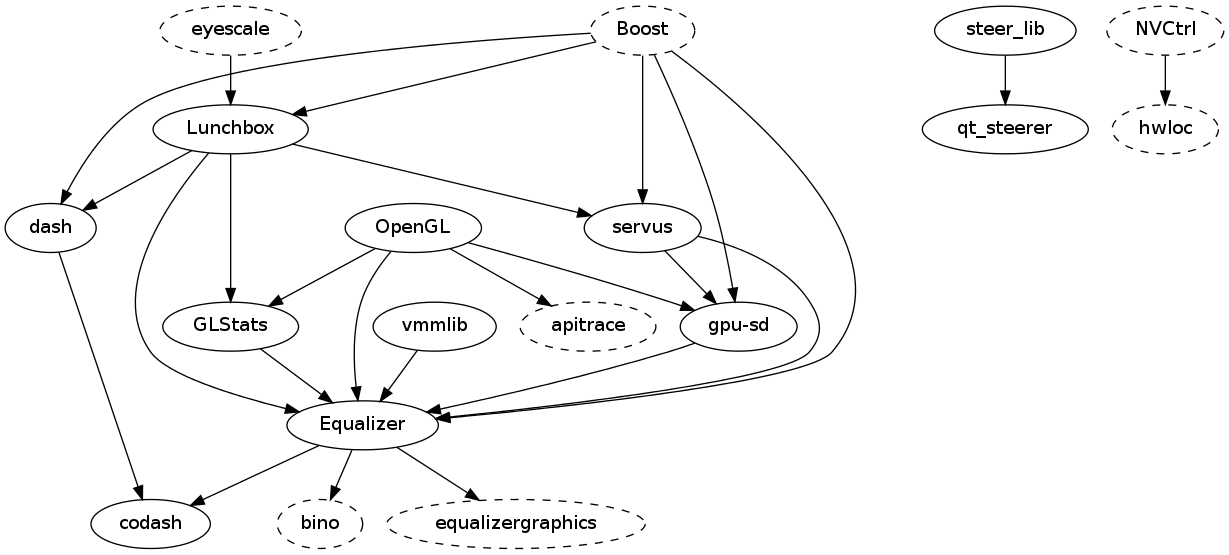 eyescale
Boost
steer_lib
NVCtrl
Lunchbox
qt_steerer
hwloc
dash
OpenGL
servus
GLStats
vmmlib
apitrace
gpu-sd
Equalizer
codash
bino
equalizergraphics